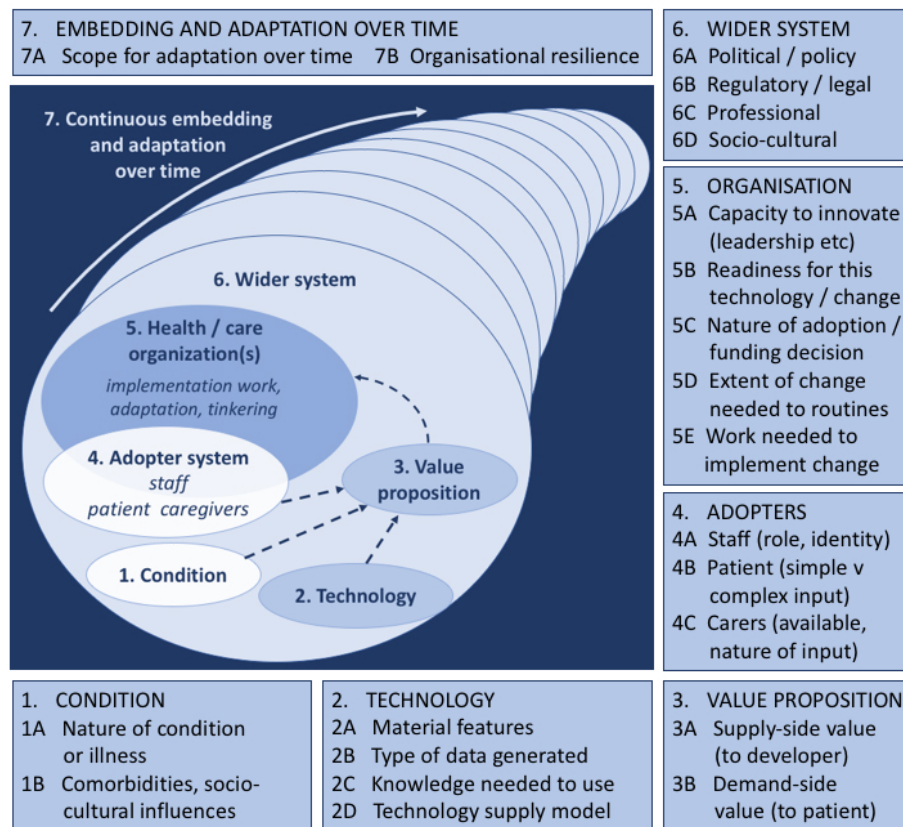 7. EMBEDDING AND ADAPTATION OVER TIME
7A Scope for adaptation over time 7B Organisational resilience
7. Continuous embedding
and adaptation
over time
6. Wider system
5. Health / care
organization(s)
implementation work,
adaptation, tinkering
4. Adopter system
staff
patient caregivers
3. Value
proposition
1. Condition
2. Technology
6. WIDER SYSTEM
6A Political / policy
6B Regulatory / legal
6C Professional
6D Socio-cultural
5. ORGANISATION
5A Capacity to innovate
(leadership etc)
5B Readiness for this
technology / change
5C Nature of adoption /
funding decision
5D Extent of change
needed to routines
5E Work needed to
implement change
4. ADOPTERS
4A Staff (role, identity)
4B Patient (simple v
complex input)
4C Carers (available,
nature of input)
1. CONDITION
1A Nature of condition
or illness
1B Comorbidities, socio-
cultural influences
2. TECHNOLOGY
2A Material features
2B Type of data generated
2C Knowledge needed to use
2D Technology supply model
3. VALUE PROPOSITION
3A Supply-side value
(to developer)
3B Demand-side
value (to patient)